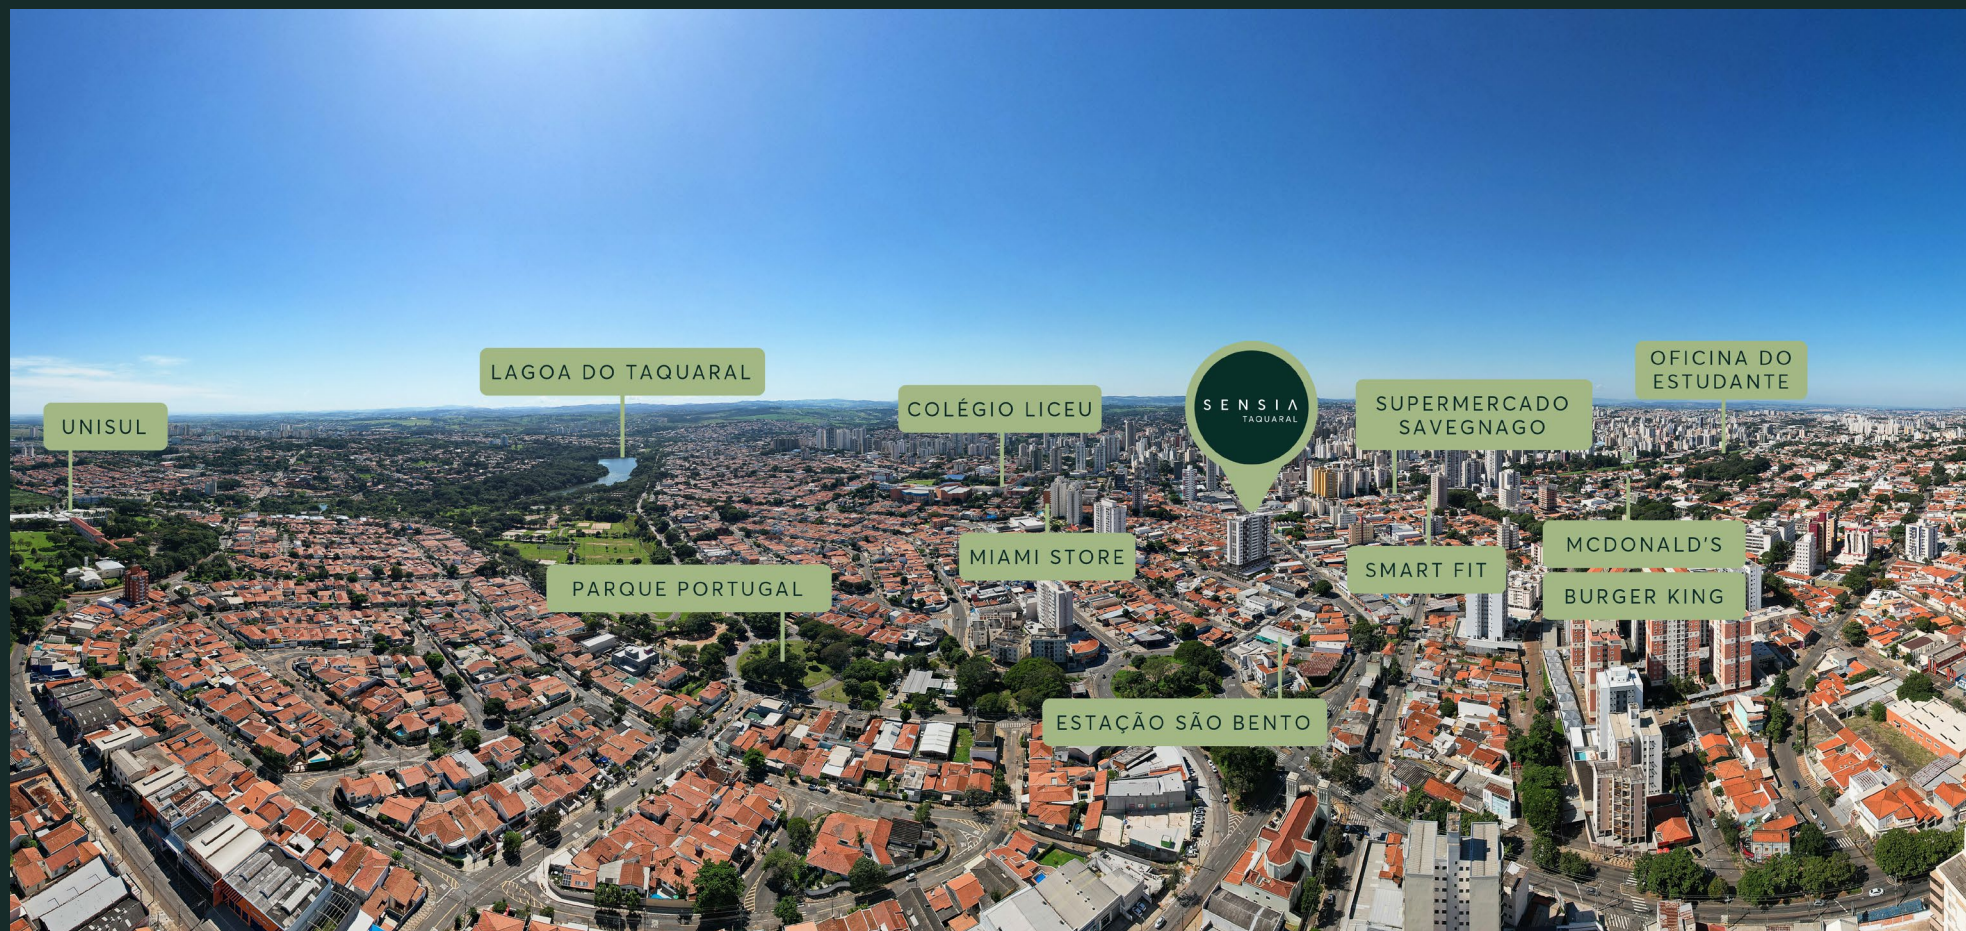 UNISUL
LAGOA DO TAQUARAL
COLÉGIO LICEU
SENSIA
TAQUARAL
SUPERMERCADO
SAVEGNAGO
OFICINA DO
ESTUDANTE
PARQUE PORTUGAL
MIAMI STORE
SMART FIT
MCDONALD'S
BURGER KING
ESTAÇÃO SÃO BENTO